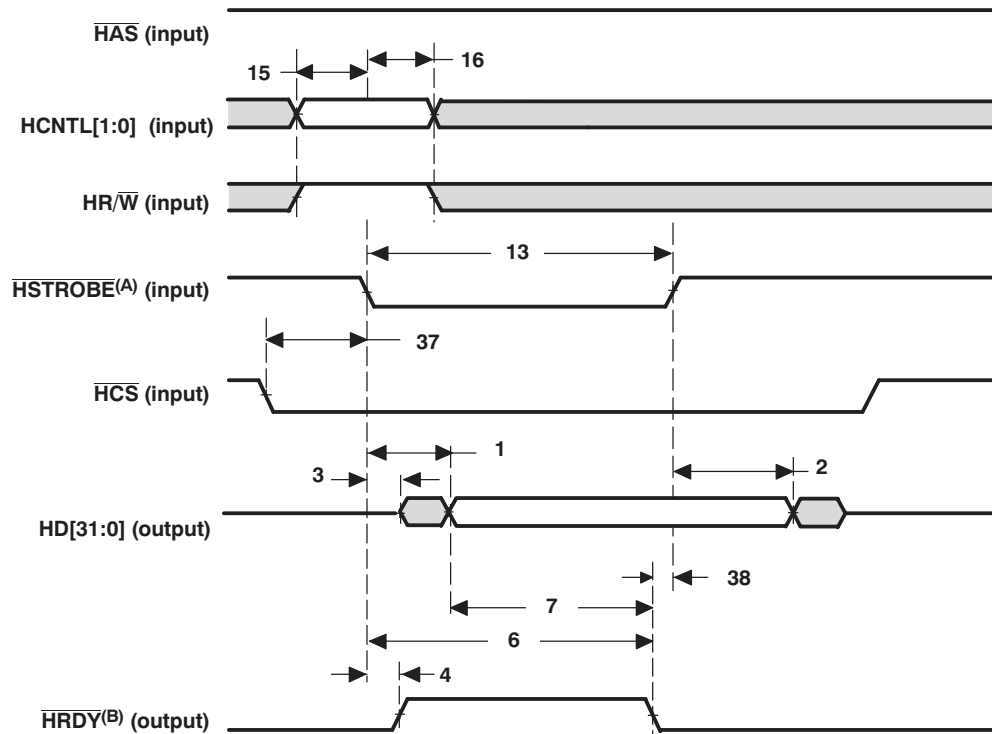 HAS (input)
15
16
HCNTL[1:0] (input)
HR/W (input)
13
HSTROBE(A) (input)
37
HCS (input)
1
3
2
HD[31:0] (output)
38
7
6
4
HRDY(B) (output)